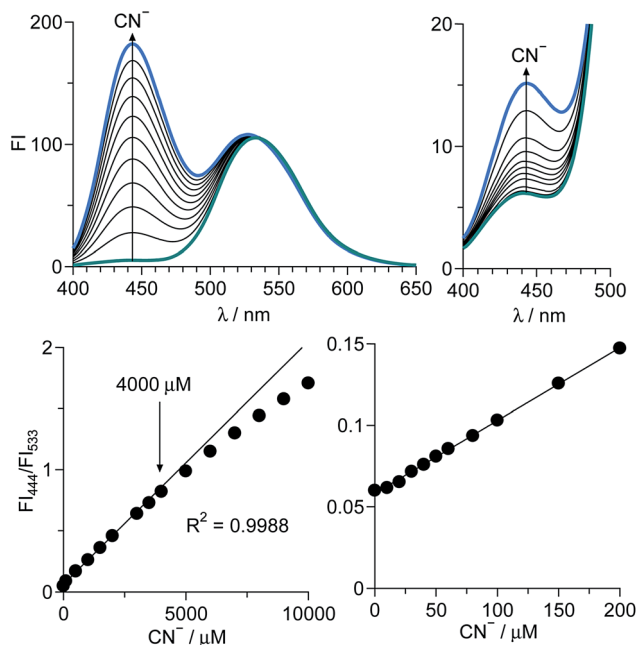 CN⁻
200
100
0
FI
400 450 500 550 600 650
λ / nm
CN⁻
20
10
0
400 450 500
λ / nm
2
1
0
FI₄₄₄/FI₅₃₃
4000 μM
R² = 0.9988
0 5000 10000
CN⁻ / μM
0.15
0.1
0.05
0
0 50 100 150 200
CN⁻ / μM